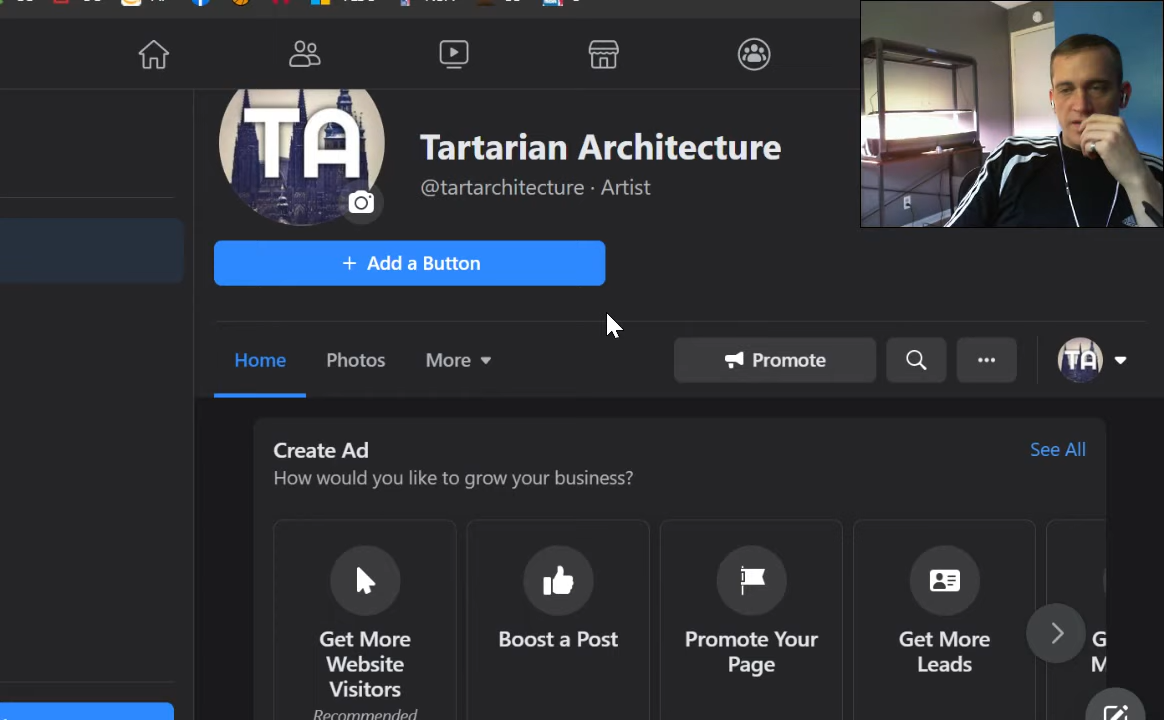 TA
Tartarian Architecture
@tartarchitecture · Artist
+ Add a Button
Home
Photos
More
Promote
TA
Create Ad
See All
How would you like to grow your business?
Get More
Website
Visitors
Recommended
Boost a Post
Promote Your
Page
Get More
Leads